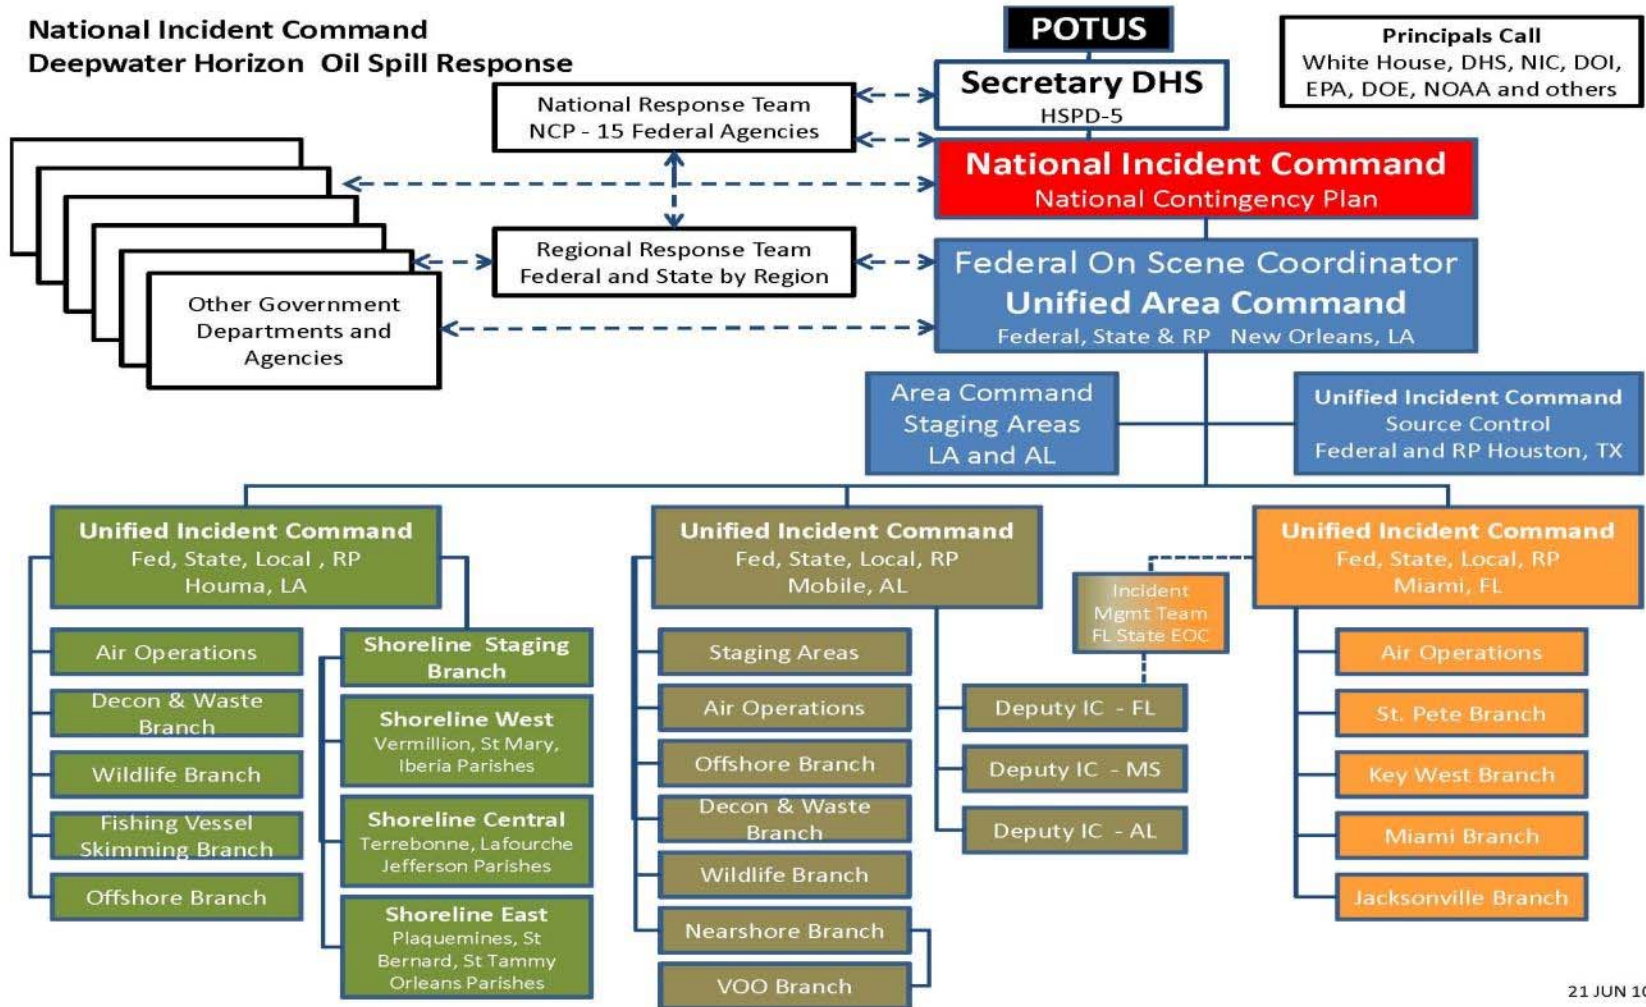 National Incident Command
Deepwater Horizon  Oil Spill Response
POTUS
Secretary DHS
HSPD-5
Principals Call
White House, DHS, NIC, DOI,
EPA, DOE, NOAA and others
National Response Team
NCP - 15 Federal Agencies
National Incident Command
National Contingency Plan
Regional Response Team
Federal and State by Region
Federal On Scene Coordinator
Unified Area Command
Federal, State & RP   New Orleans, LA
Other Government
Departments and
Agencies
Area Command
Staging Areas
LA and AL
Unified Incident Command
Source Control
Federal and RP Houston, TX
Unified Incident Command
Fed, State, Local , RP
Houma, LA
Air Operations
Decon & Waste
Branch
Wildlife Branch
Fishing Vessel
Skimming Branch
Offshore Branch
Shoreline  Staging
Branch
Shoreline West
Vermillion, St Mary,
Iberia Parishes
Shoreline Central
Terrebonne, Lafourche
Jefferson Parishes
Shoreline East
Plaquemines, St
Bernard, St Tammy
Orleans Parishes
Unified Incident Command
Fed, State, Local, RP
Mobile, AL
Staging Areas
Air Operations
Offshore Branch
Decon & Waste
Branch
Wildlife Branch
Nearshore Branch
VOO Branch
Deputy IC - FL
Deputy IC  - MS
Deputy IC  - AL
Incident
Mgmt Team
FL State EOC
Unified Incident Command
Fed, State, Local, RP
Miami, FL
Air Operations
St. Pete Branch
Key West Branch
Miami Branch
Jacksonville Branch
21 JUN 10